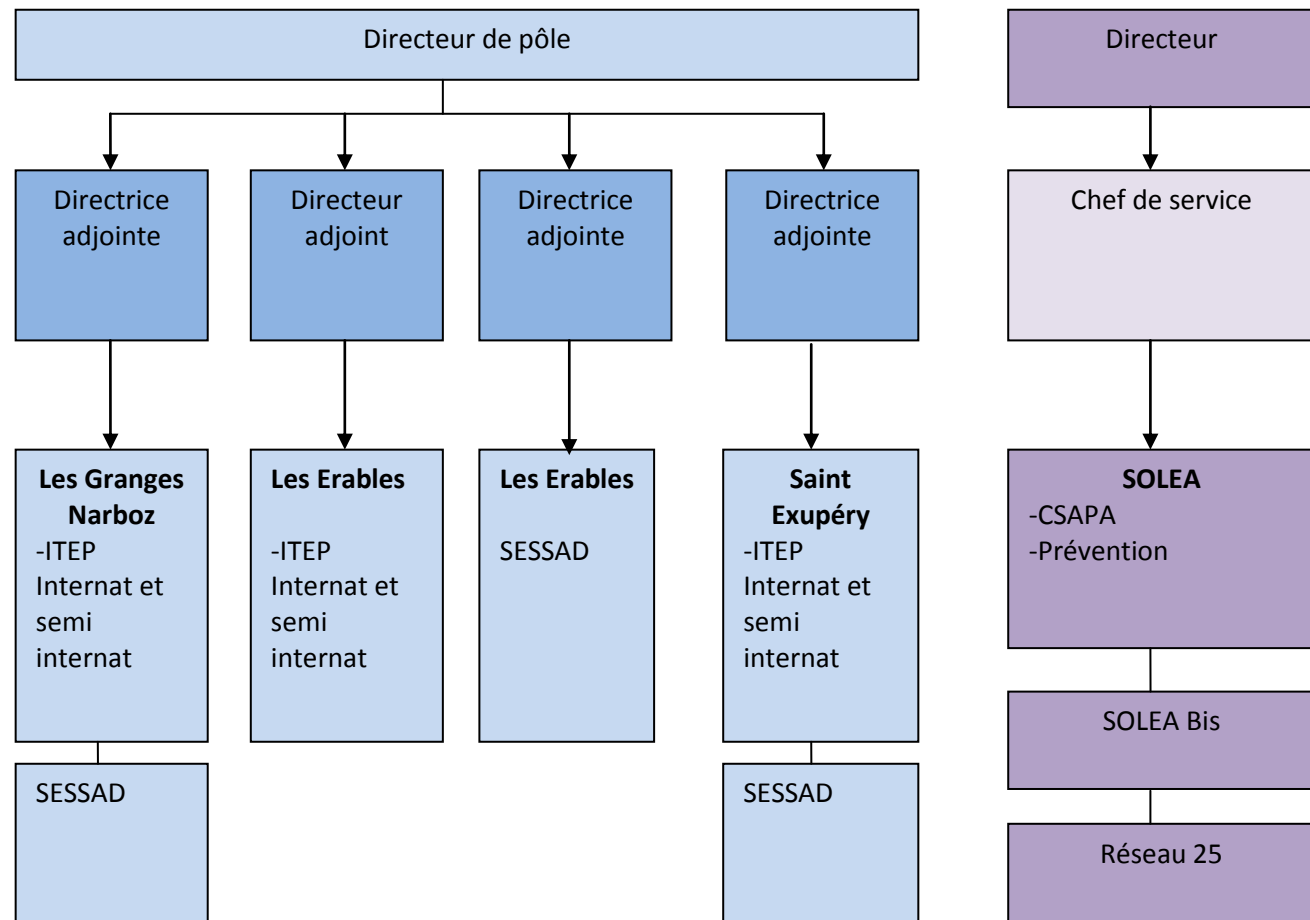 Directeur de pôle
Directeur
Directrice
adjointe
Directeur
adjoint
Directrice
adjointe
Directrice
adjointe
Chef de service
Les Granges
Narboz
-ITEP
Internat et
semi
internat
Les Erables
-ITEP
Internat et
semi
internat
Les Erables
SESSAD
Saint
Exupéry
-ITEP
Internat et
semi
internat
SOLEA
-CSAPA
-Prévention
SOLEA Bis
SESSAD
SESSAD
Réseau 25